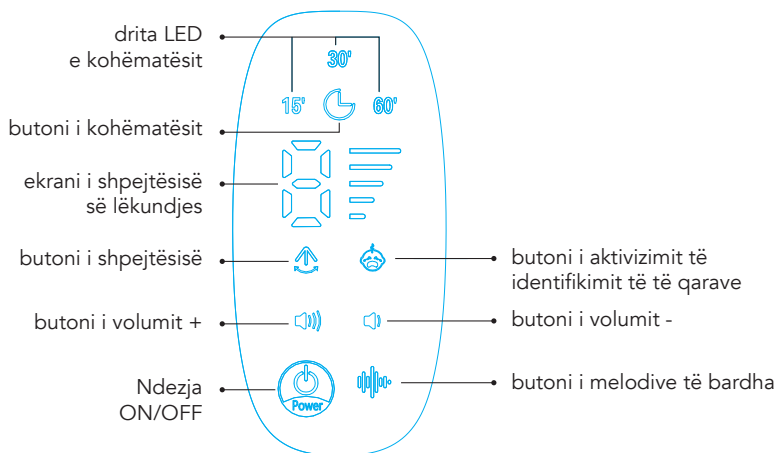 drita LED
e kohëmatësit
30'
15'
60'
butoni i kohëmatësit
ekrani i shpejtësisë
së lëkundjes
butoni i shpejtësisë
butoni i aktivizimit të
identifikimit të të qarave
butoni i volumit +
butoni i volumit -
Ndezja
ON/OFF
Power
butoni i melodive të bardha